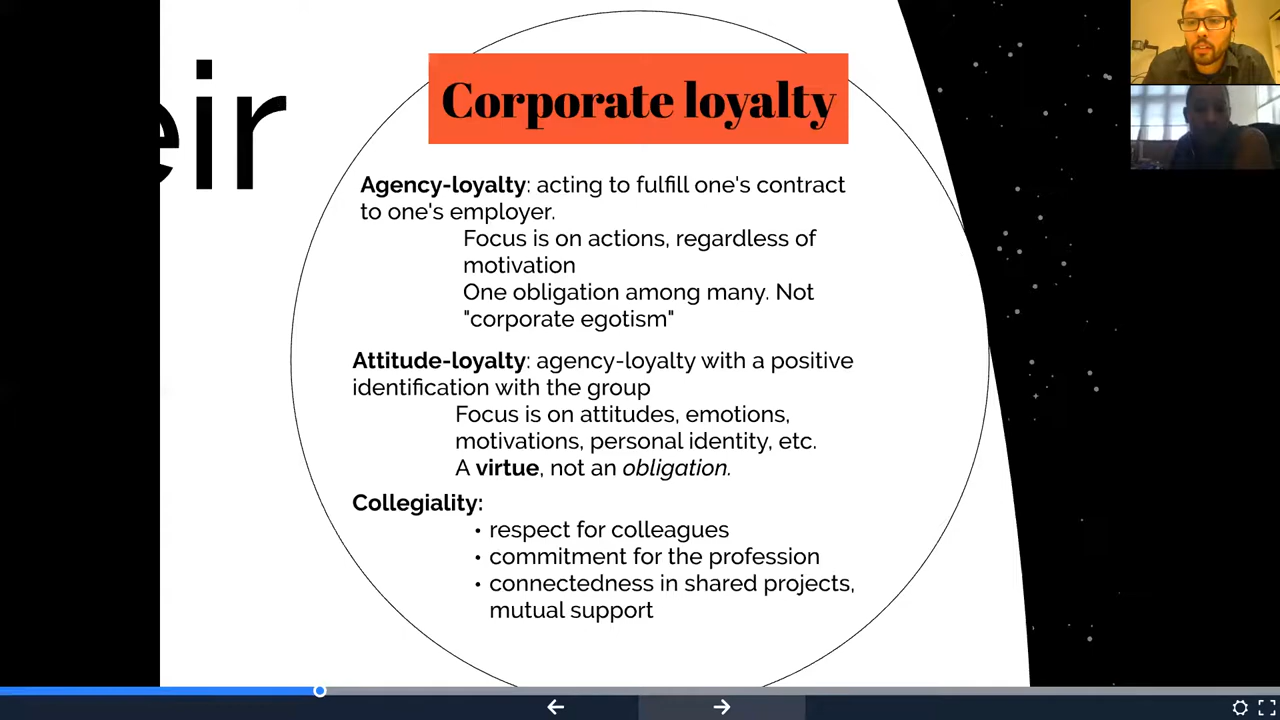 eir
Corporate loyalty
Agency-loyalty: acting to fulfill one's contract
to one's employer.
Focus is on actions, regardless of
motivation
One obligation among many. Not
"corporate egotism"
Attitude-loyalty: agency-loyalty with a positive
identification with the group
Focus is on attitudes, emotions,
motivations, personal identity, etc.
A virtue, not an obligation.
Collegiality:
• respect for colleagues
• commitment for the profession
• connectedness in shared projects,
mutual support